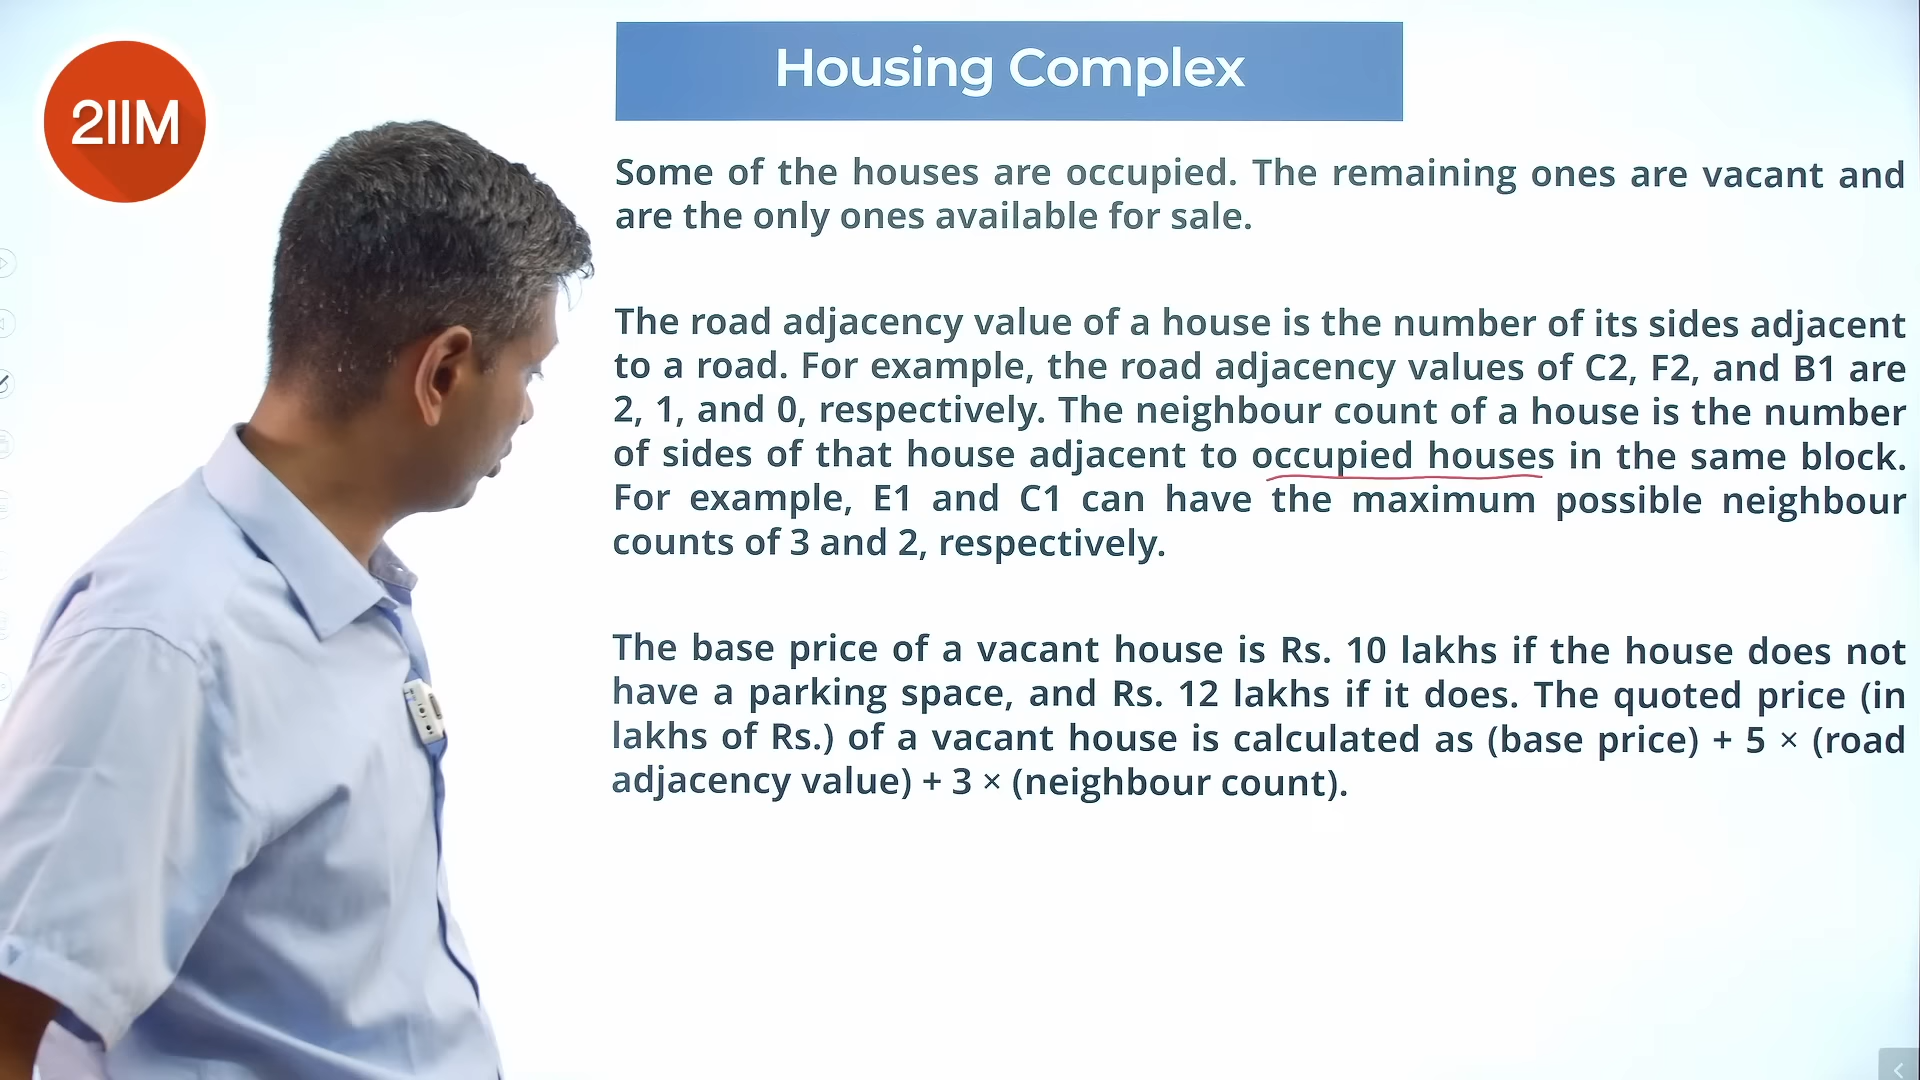 2IIM
Housing Complex
Some of the houses are occupied. The remaining ones are vacant and
are the only ones available for sale.
The road adjacency value of a house is the number of its sides adjacent
to a road. For example, the road adjacency values of C2, F2, and B1 are
2, 1, and 0, respectively. The neighbour count of a house is the number
of sides of that house adjacent to occupied houses in the same block.
For example, E1 and C1 can have the maximum possible neighbour
counts of 3 and 2, respectively.
The base price of a vacant house is Rs. 10 lakhs if the house does not
have a parking space, and Rs. 12 lakhs if it does. The quoted price (in
lakhs of Rs.) of a vacant house is calculated as (base price) + 5 × (road
adjacency value) + 3 × (neighbour count).